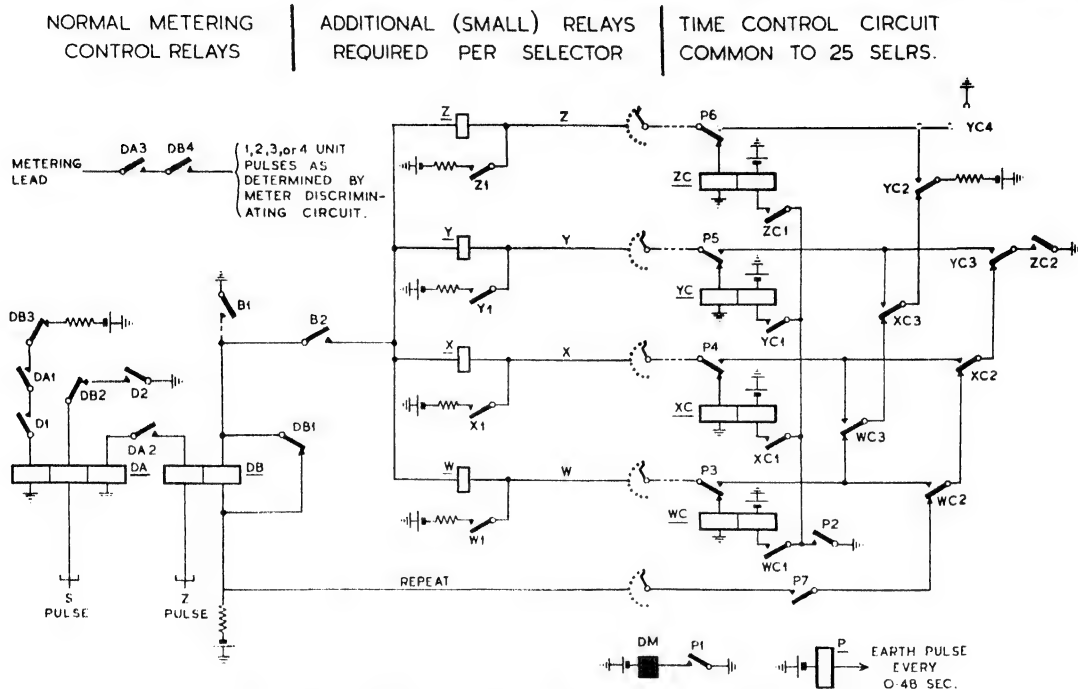 NORMAL METERING
CONTROL RELAYS
ADDITIONAL (SMALL) RELAYS
REQUIRED PER SELECTOR
TIME CONTROL CIRCUIT
COMMON TO 25 SELRS.
METERING
LEAD
DA3
DB4
1,2,3,or 4 UNIT
PULSES AS
DETERMINED BY
METER DISCRIMIN-
ATING CIRCUIT.
Z
Z1
Z
P6
YC4
ZC
ZC1
YC2
Y
Y1
Y
P5
YC3
ZC2
YC
YC1
XC3
B1
B2
DB3
DA1
DB2
D2
D1
DA2
DB1
DA
DB
X
X1
X
P4
XC2
XC
XC1
WC3
W
W1
W
P3
WC2
WC
WC1
P2
S
PULSE
Z
PULSE
REPEAT
P7
DM
P1
P
EARTH PULSE
EVERY
0·48 SEC.